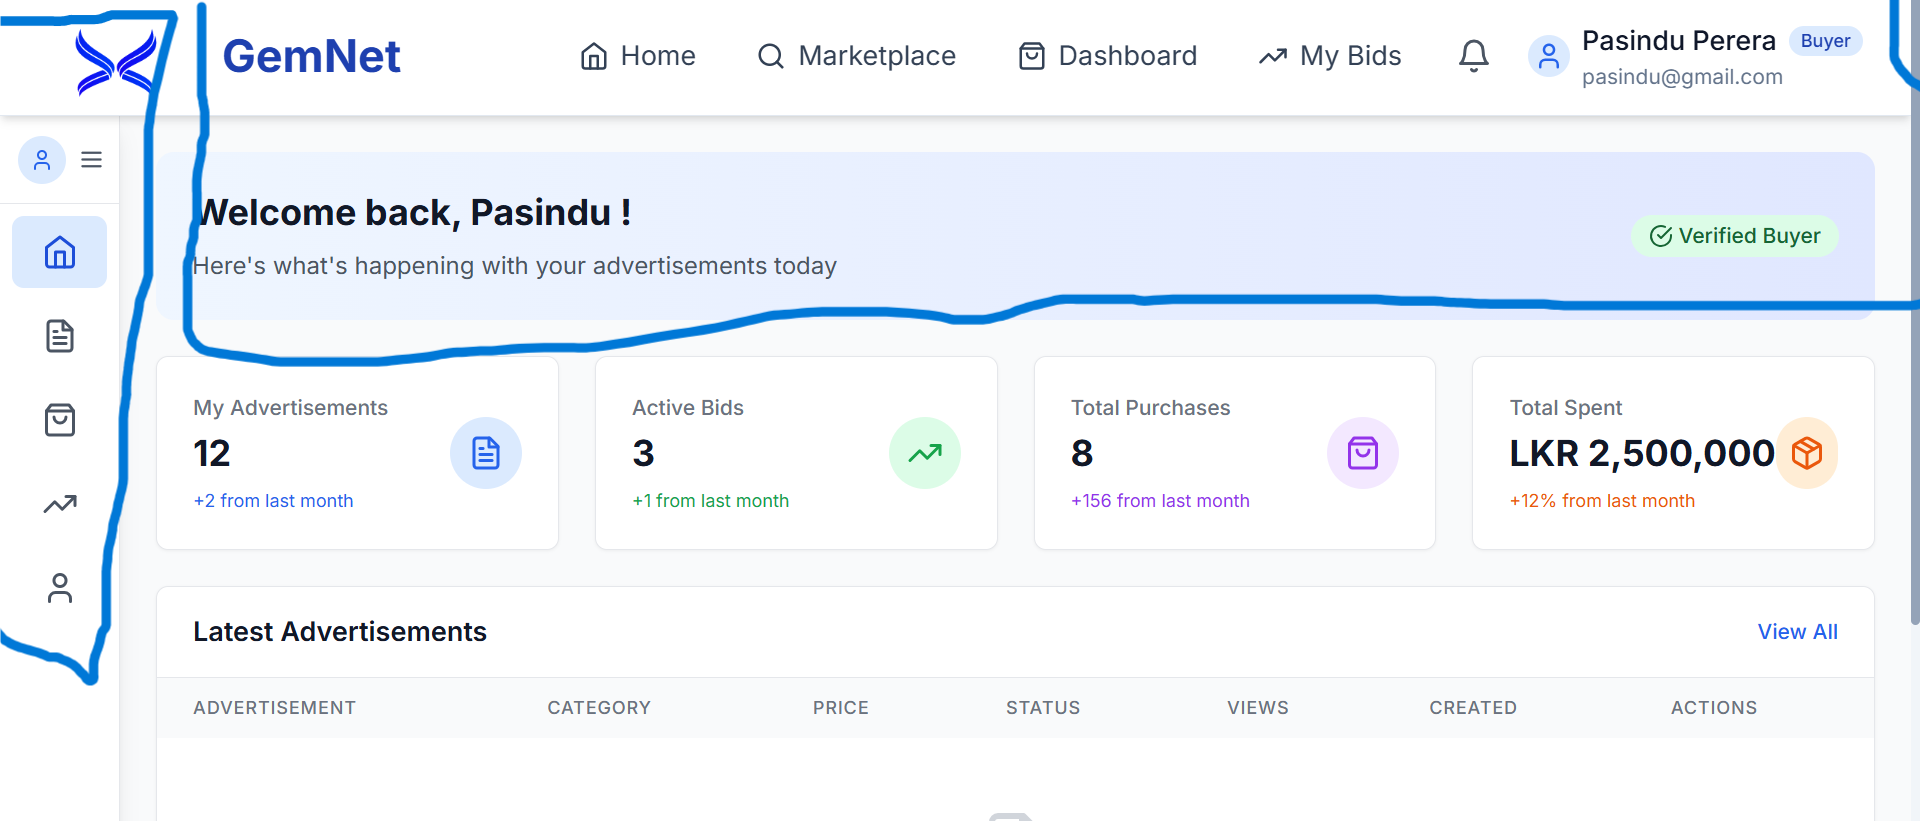 GemNet
Home
Marketplace
Dashboard
My Bids
Pasindu Perera
Buyer
pasindu@gmail.com
Welcome back, Pasindu !
Here's what's happening with your advertisements today
Verified Buyer
My Advertisements
12
+2 from last month
Active Bids
3
+1 from last month
Total Purchases
8
+156 from last month
Total Spent
LKR 2,500,000
+12% from last month
Latest Advertisements
View All
ADVERTISEMENT
CATEGORY
PRICE
STATUS
VIEWS
CREATED
ACTIONS